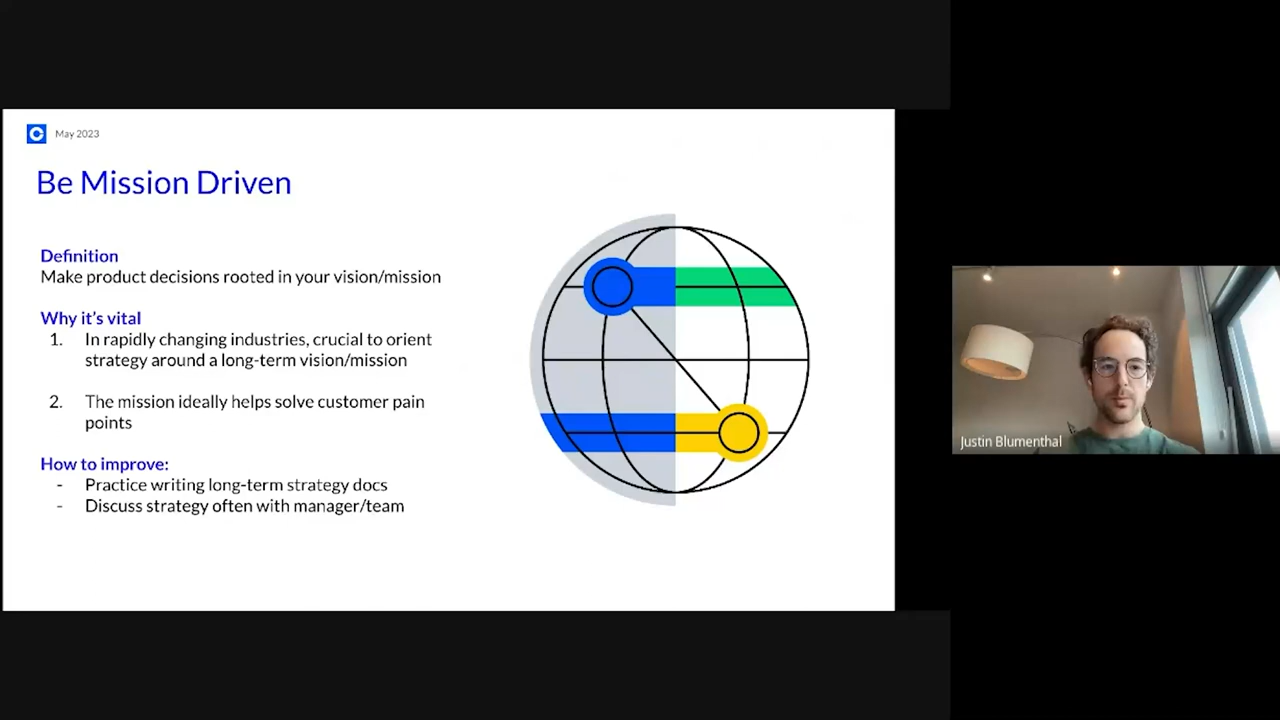 May 2023
Be Mission Driven
Definition
Make product decisions rooted in your vision/mission
Why it's vital
1. In rapidly changing industries, crucial to orient
strategy around a long-term vision/mission
2. The mission ideally helps solve customer pain
points
How to improve:
- Practice writing long-term strategy docs
- Discuss strategy often with manager/team
Justin Blumenthal